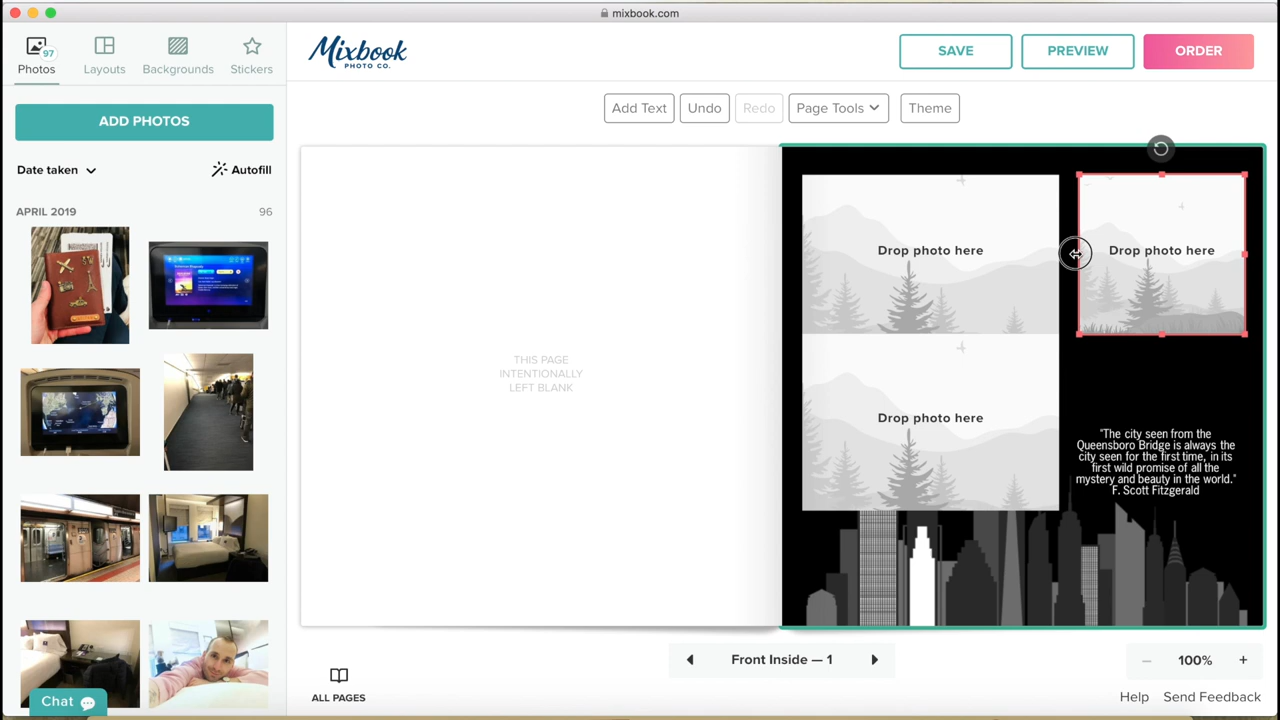 mixbook.com
97
Photos
Layouts
Backgrounds
Stickers
Mixbook
PHOTO CO.
SAVE
PREVIEW
ORDER
ADD PHOTOS
Add Text
Undo
Redo
Page Tools
Theme
Date taken
Autofill
APRIL 2019
96
THIS PAGE
INTENTIONALLY
LEFT BLANK
Drop photo here
Drop photo here
Drop photo here
"The city seen from the
Queensboro Bridge is always the
city seen for the first time, in its
first wild promise of all the
mystery and beauty in the world."
F. Scott Fitzgerald
Chat
ALL PAGES
Front Inside — 1
100%
Help
Send Feedback